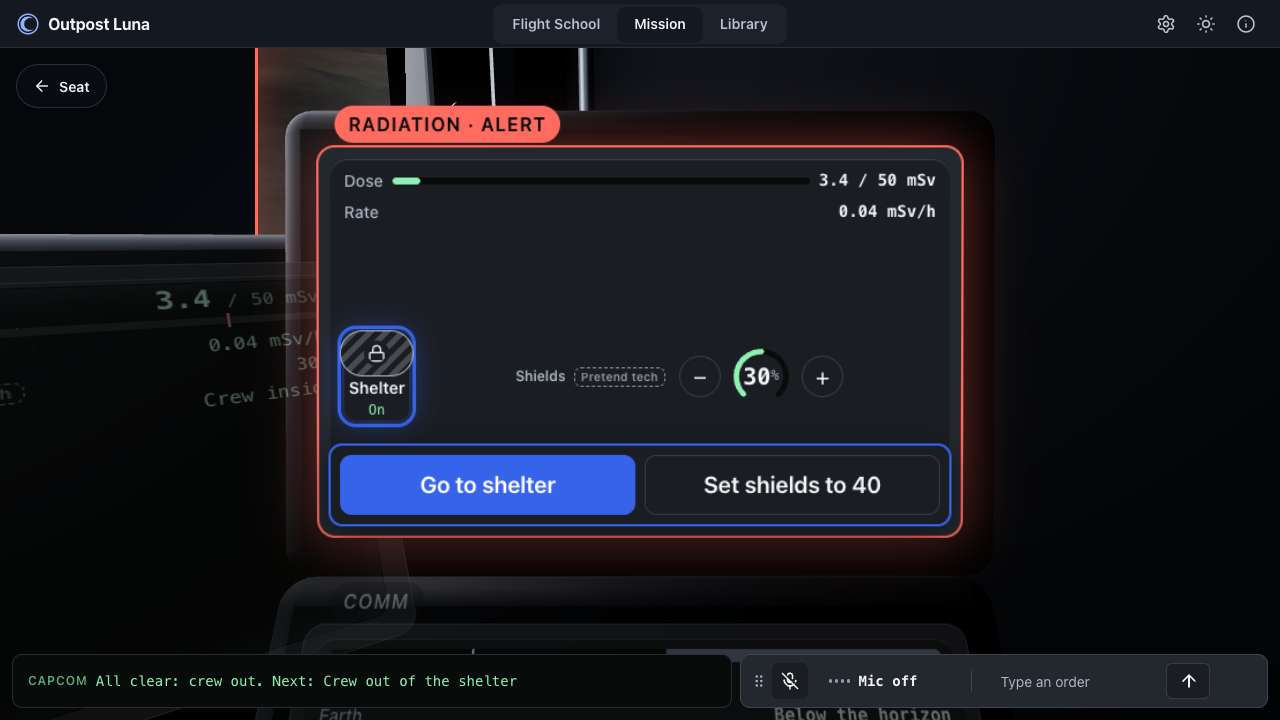 Outpost Luna
Flight School
Mission
Library
Seat
RADIATION · ALERT
Dose
3.4 / 50 mSv
Rate
0.04 mSv/h
3.4 / 50 mSv
0.04 mSv/
30
Crew insi
Shelter
On
Shields
Pretend tech
−
30%
+
Go to shelter
Set shields to 40
COMM
CAPCOM All clear: crew out. Next: Crew out of the shelter
Mic off
Type an order
Earth
Below the horizon